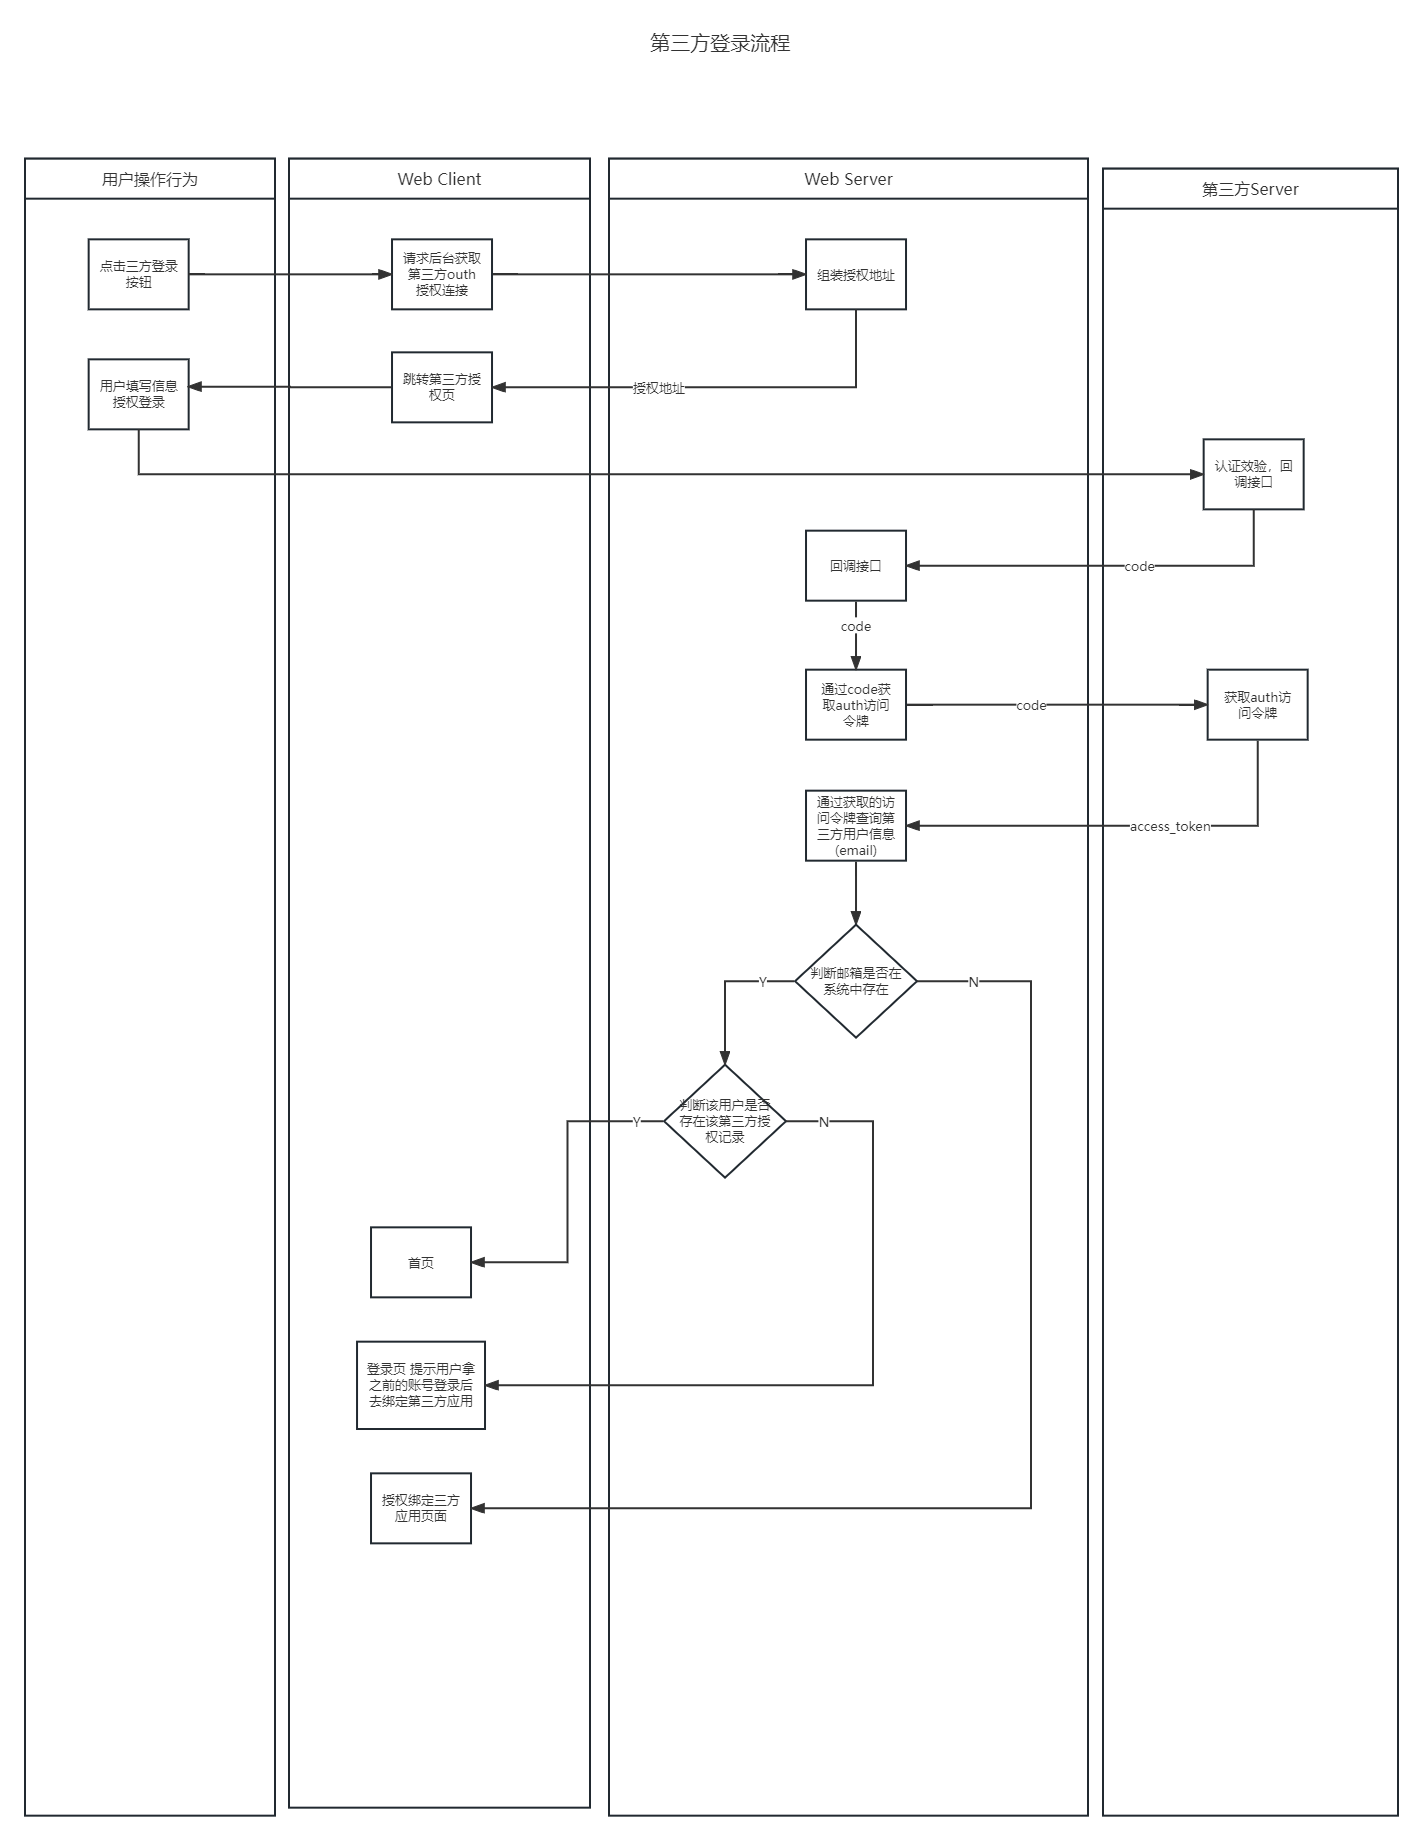 第三方登录流程
用户操作行为
Web Client
Web Server
第三方Server
点击三方登录
按钮
请求后台获取
第三方outh
授权连接
组装授权地址
用户填写信息
授权登录
跳转第三方授
权页
授权地址
认证效验，回
调接口
回调接口
code
code
通过code获
取auth访问
令牌
code
获取auth访
问令牌
通过获取的访
问令牌查询第
三方用户信息
(email)
access_token
判断邮箱是否在
系统中存在
Y
N
判断该用户是否
存在该第三方授
权记录
Y
N
首页
登录页 提示用户拿
之前的账号登录后
去绑定第三方应用
授权绑定三方
应用页面